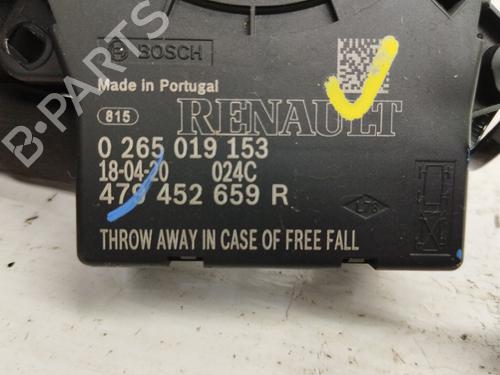 BOSCH
Made in Portugal
815
RENAULT
0 265 019 153
18-04-20 024C
479 452 659 R
THROW AWAY IN CASE OF FREE FALL
B-PARTS